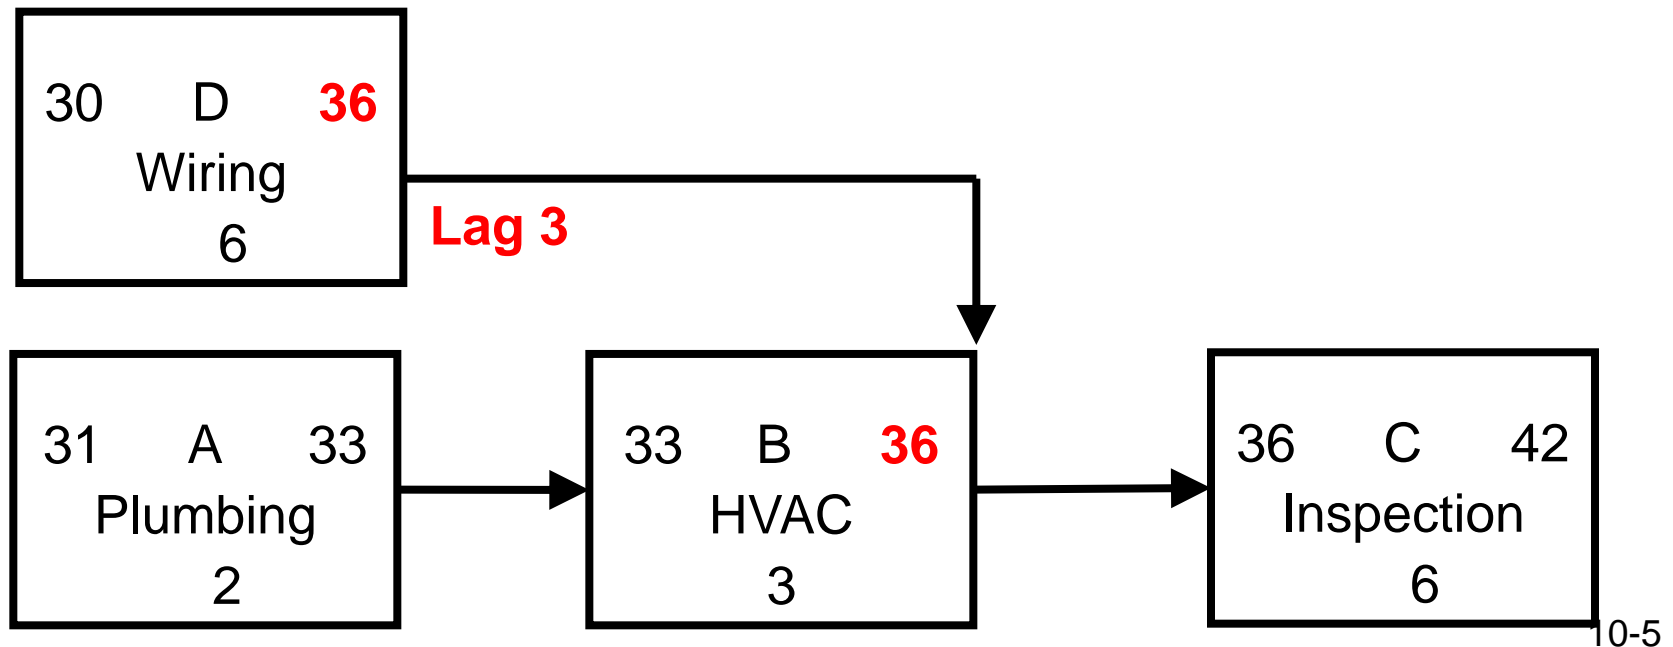 30 D 36
Wiring
6
Lag 3
31 A 33
Plumbing
2
33 B 36
HVAC
3
36 C 42
Inspection
6
10-5